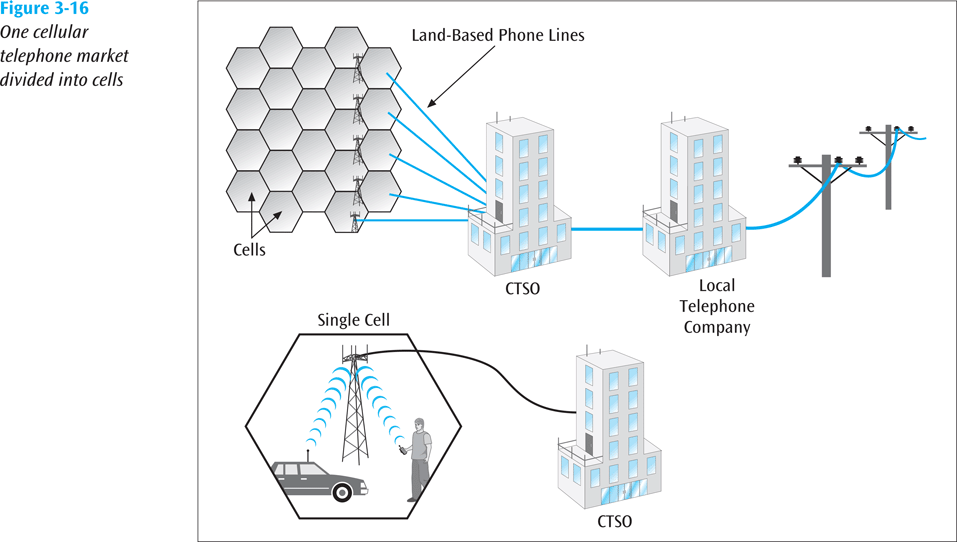 Figure 3-16
One cellular
telephone market
divided into cells
Land-Based Phone Lines
Cells
CTSO
Local
Telephone
Company
Single Cell
CTSO